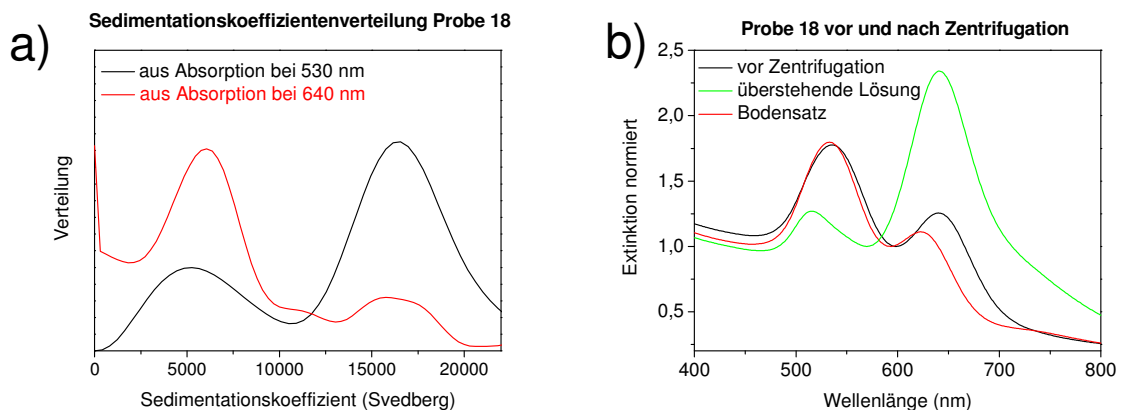 a)
Sedimentationskoeffizientenverteilung Probe 18
aus Absorption bei 530 nm
aus Absorption bei 640 nm
Verteilung
0
5000
10000
15000
20000
Sedimentationskoeffizient (Svedberg)
b)
Probe 18 vor und nach Zentrifugation
vor Zentrifugation
überstehende Lösung
Bodensatz
Extinktion normiert
2,5
2,0
1,5
1,0
0,5
400
500
600
700
800
Wellenlänge (nm)